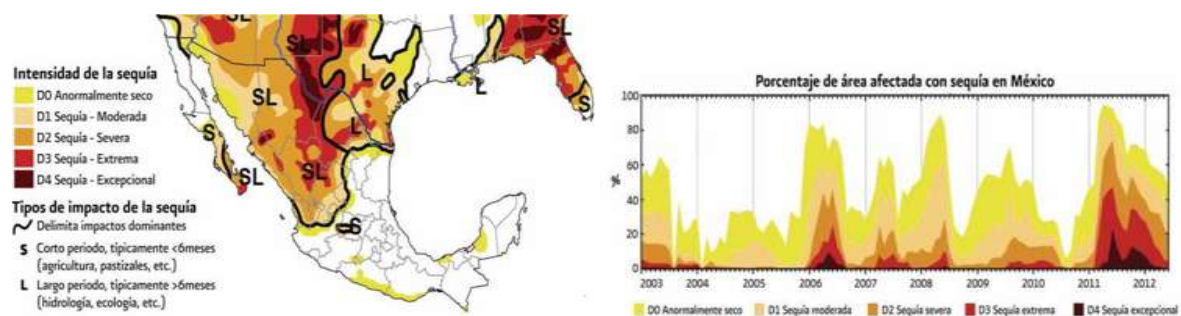 SL
SL
SL
SL
L
L
L
S
S
SL
SL
S
Intensidad de la sequía
D0 Anormalmente seco
D1 Sequía - Moderada
D2 Sequía - Severa
D3 Sequía - Extrema
D4 Sequía - Excepcional
Tipos de impacto de la sequía
Delimita impactos dominantes
S Corto periodo, típicamente <6meses
(agricultura, pastizales, etc.)
L Largo periodo, típicamente >6meses
(hidrología, ecología, etc.)
Porcentaje de área afectada con sequía en México
100
80
60
40
20
0
%
2003 2004 2005 2006 2007 2008 2009 2010 2011 2012
D0 Anormalmente seco D1 Sequía moderada D2 Sequía severa D3 Sequía extrema D4 Sequía excepcional